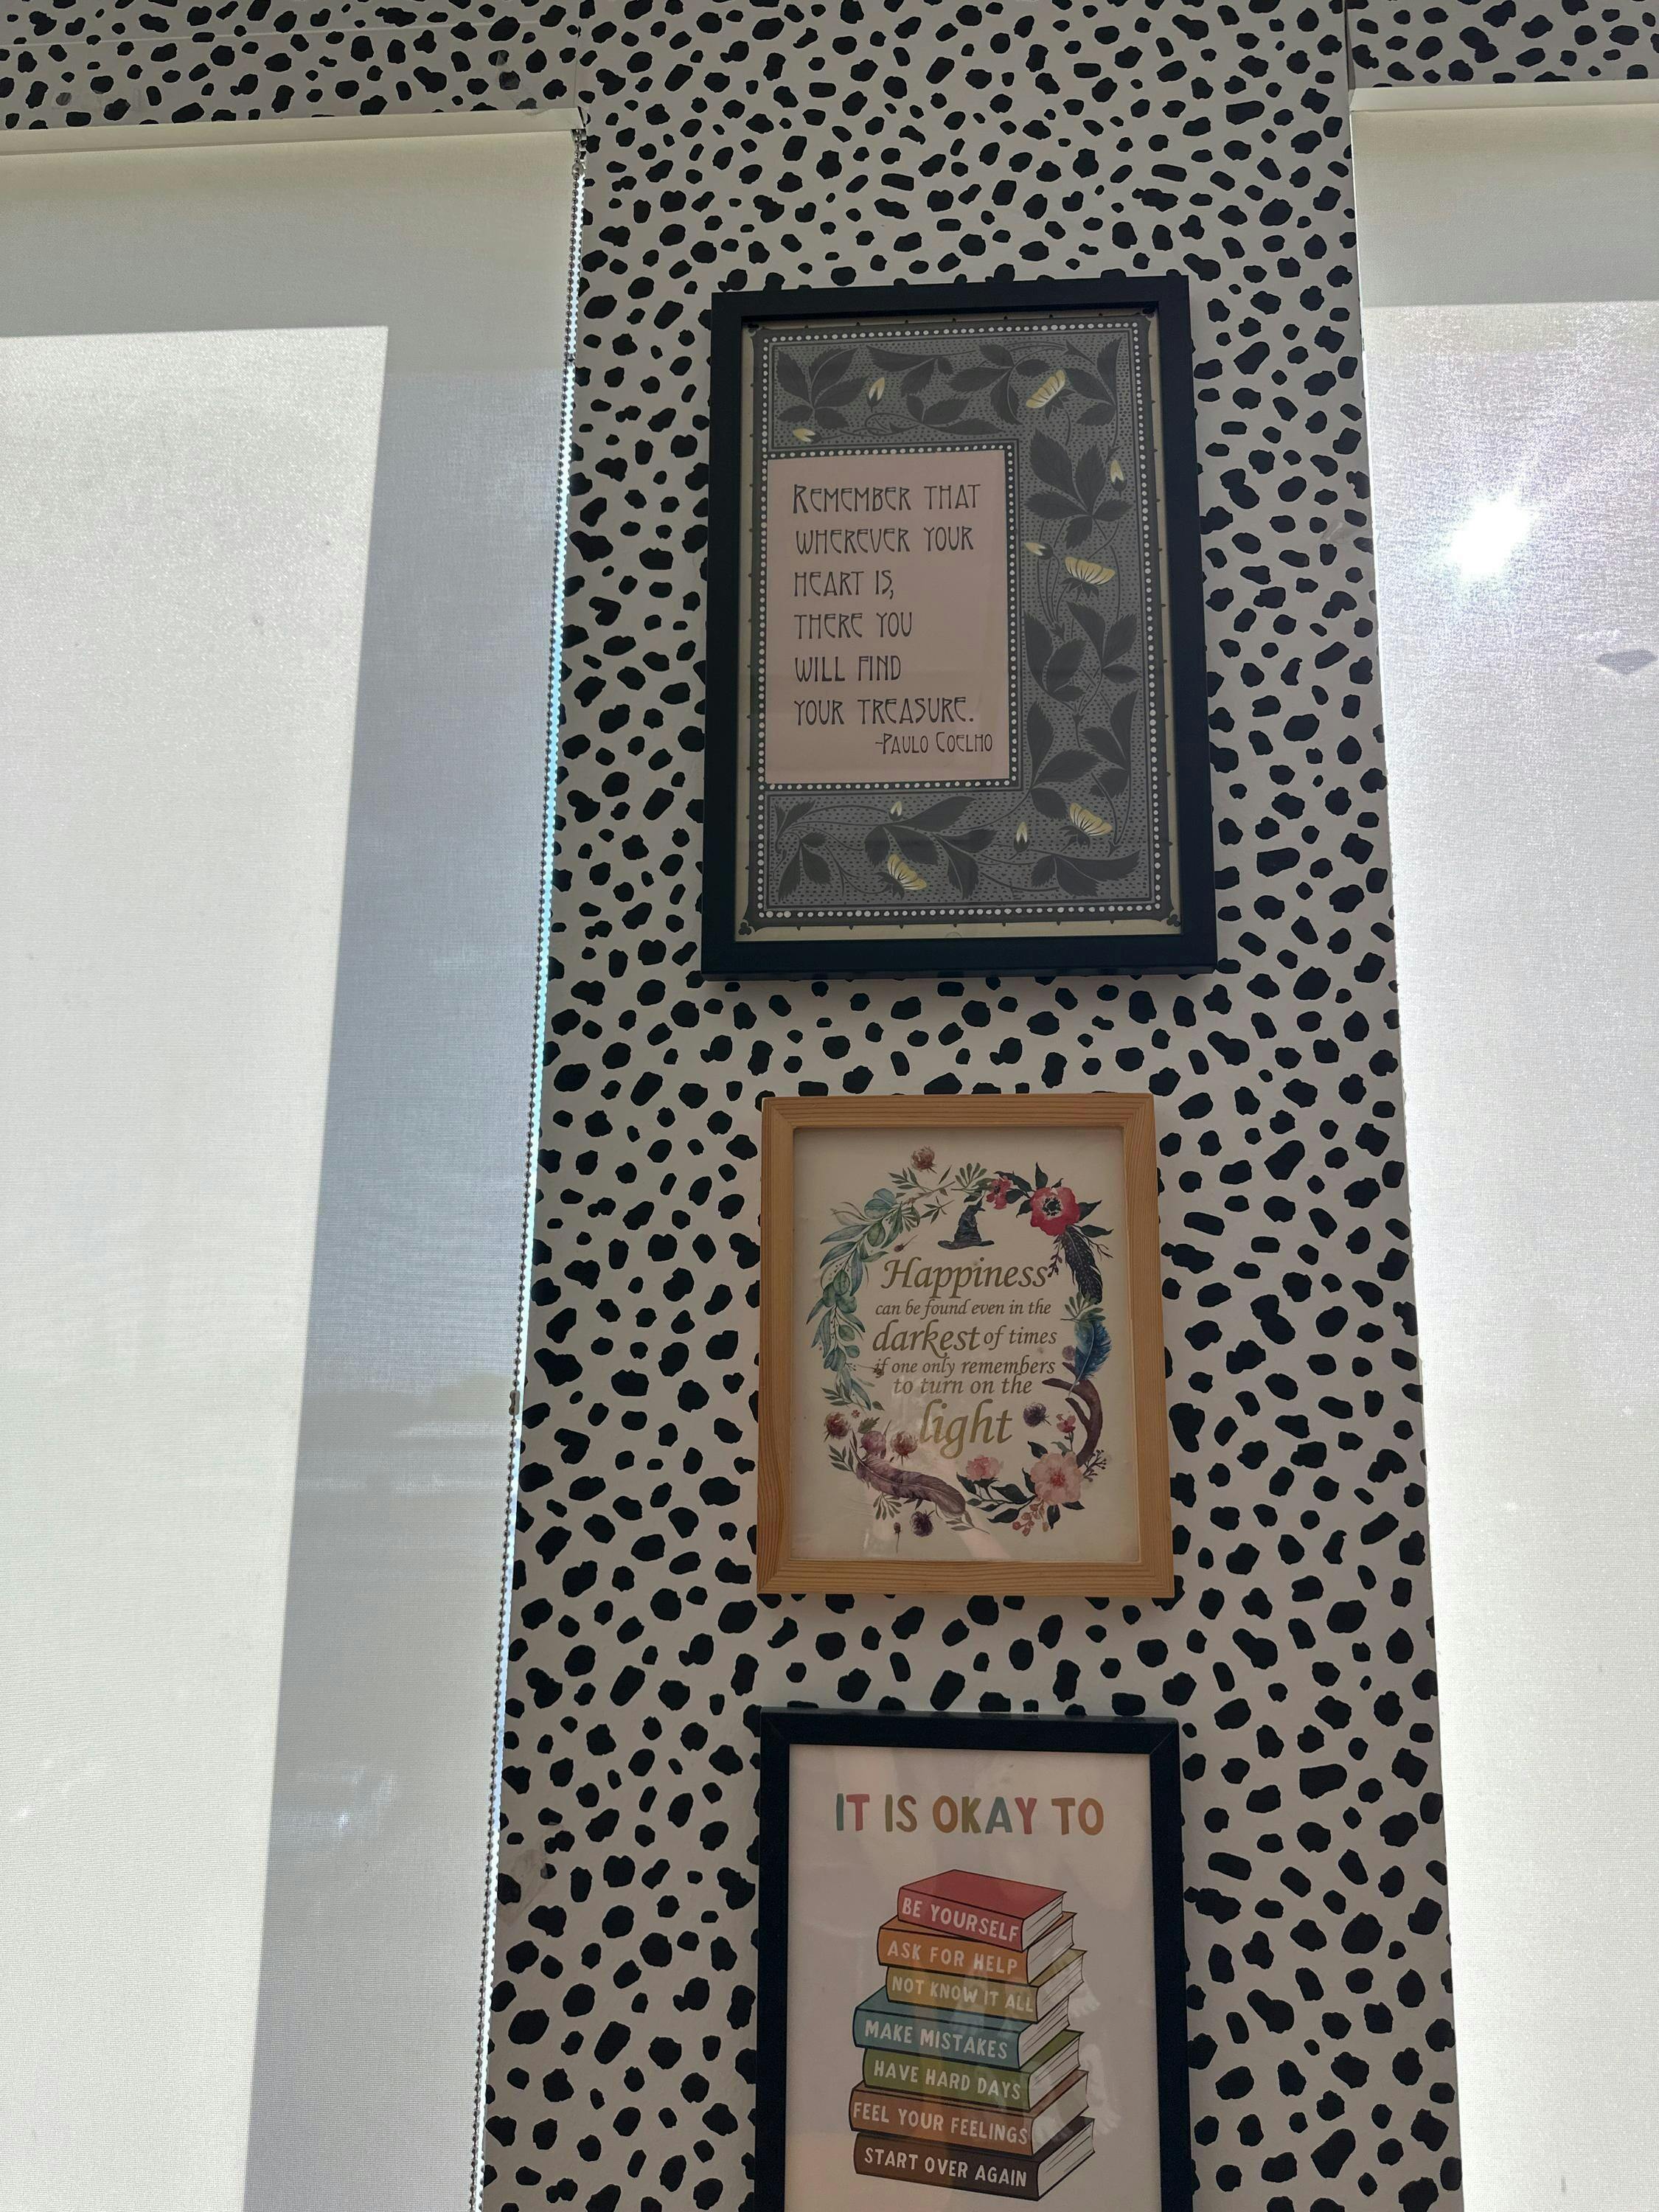 REMEMBER THAT
WHEREVER YOUR
HEART IS,
THERE YOU
WILL FIND
YOUR TREASURE.
-PAULO COELHO
Happiness
can be found even in the
darkest of times
if one only remembers
to turn on the
light
IT IS OKAY TO
BE YOURSELF
ASK FOR HELP
NOT KNOW IT ALL
MAKE MISTAKES
HAVE HARD DAYS
FEEL YOUR FEELINGS
START OVER AGAIN